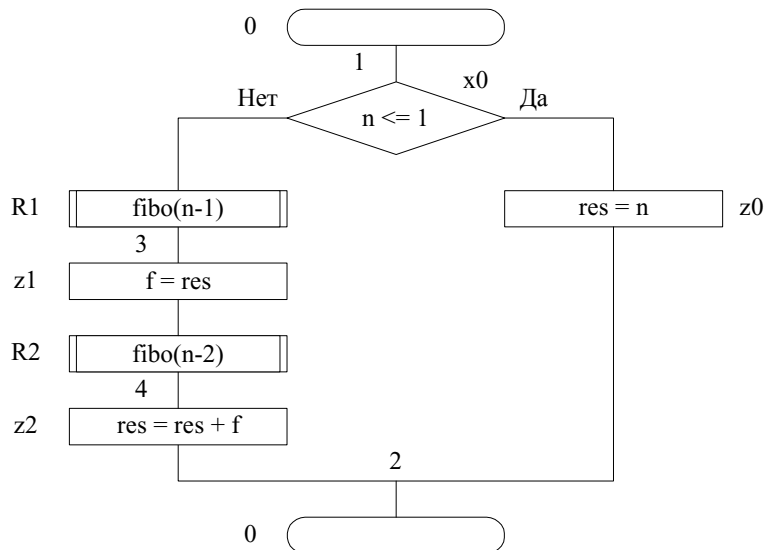 0
1
x0
Нет
Да
n <= 1
R1
fibo(n-1)
res = n
z0
3
z1
f = res
R2
fibo(n-2)
4
z2
res = res + f
2
0